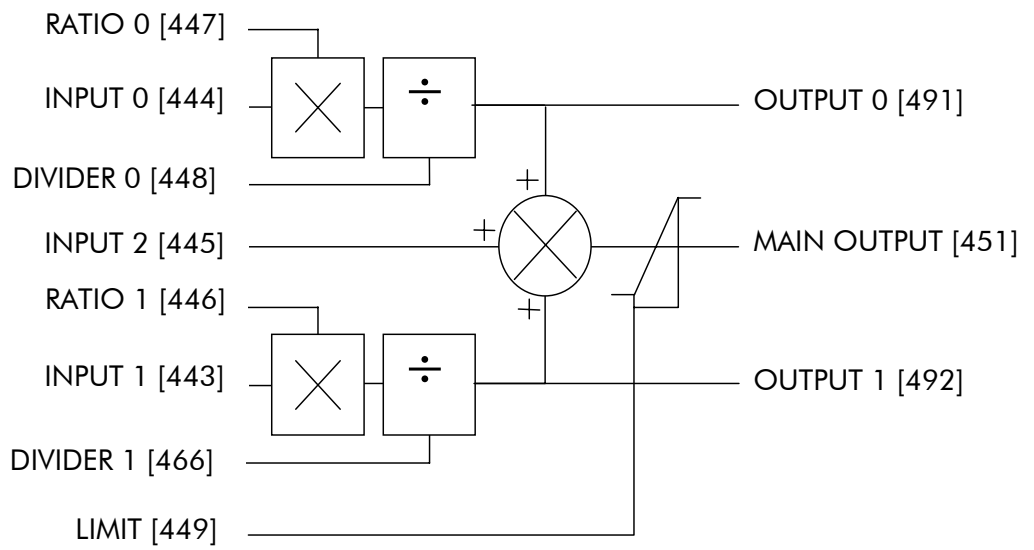 RATIO 0 [447]
INPUT 0 [444]
OUTPUT 0 [491]
DIVIDER 0 [448]
INPUT 2 [445]
MAIN OUTPUT [451]
RATIO 1 [446]
INPUT 1 [443]
OUTPUT 1 [492]
DIVIDER 1 [466]
LIMIT [449]